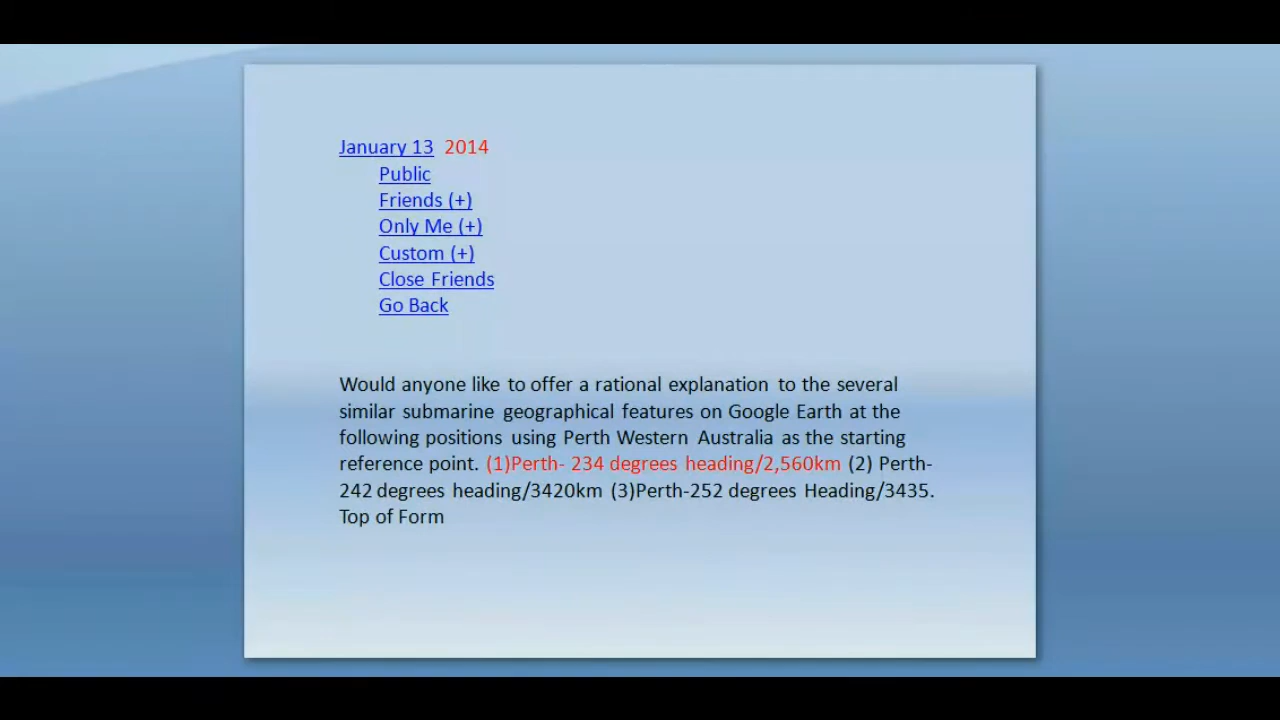 January 13 2014
Public
Friends (+)
Only Me (+)
Custom (+)
Close Friends
Go Back
Would anyone like to offer a rational explanation to the several
similar submarine geographical features on Google Earth at the
following positions using Perth Western Australia as the starting
reference point. (1)Perth- 234 degrees heading/2,560km (2) Perth-
242 degrees heading/3420km (3)Perth-252 degrees Heading/3435.
Top of Form